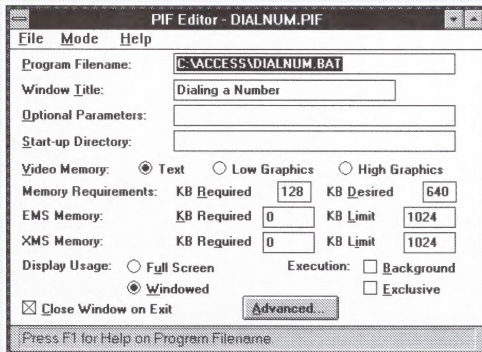 PIF Editor - DIALNUM.PIF
File Mode Help
Program Filename: C:\ACCESS\DIALNUM.BAT
Window Title: Dialing a Number
Optional Parameters:
Start-up Directory:
Video Memory: Text Low Graphics High Graphics
Memory Requirements: KB Required 128 KB Desired 640
EMS Memory: KB Required 0 KB Limit 1024
XMS Memory: KB Required 0 KB Limit 1024
Display Usage: Full Screen Execution: Background
Windowed Exclusive
Close Window on Exit Advanced...
Press F1 for Help on Program Filename.